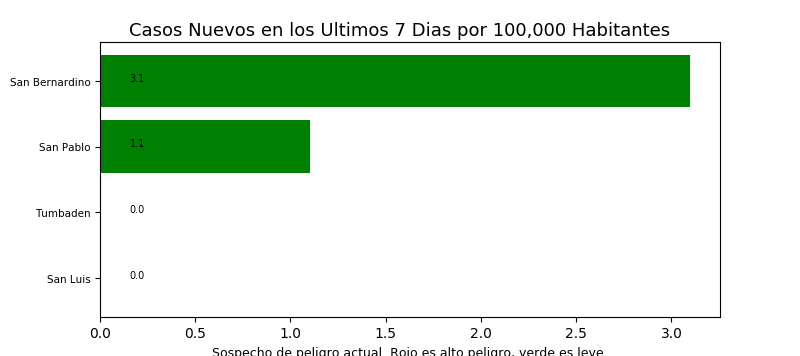 Casos Nuevos en los Ultimos 7 Dias por 100,000 Habitantes
San Bernardino
3.1
San Pablo
1.1
Tumbaden
0.0
San Luis
0.0
0.0 0.5 1.0 1.5 2.0 2.5 3.0
Sospecho de peligro actual. Rojo es alto peligro, verde es leve